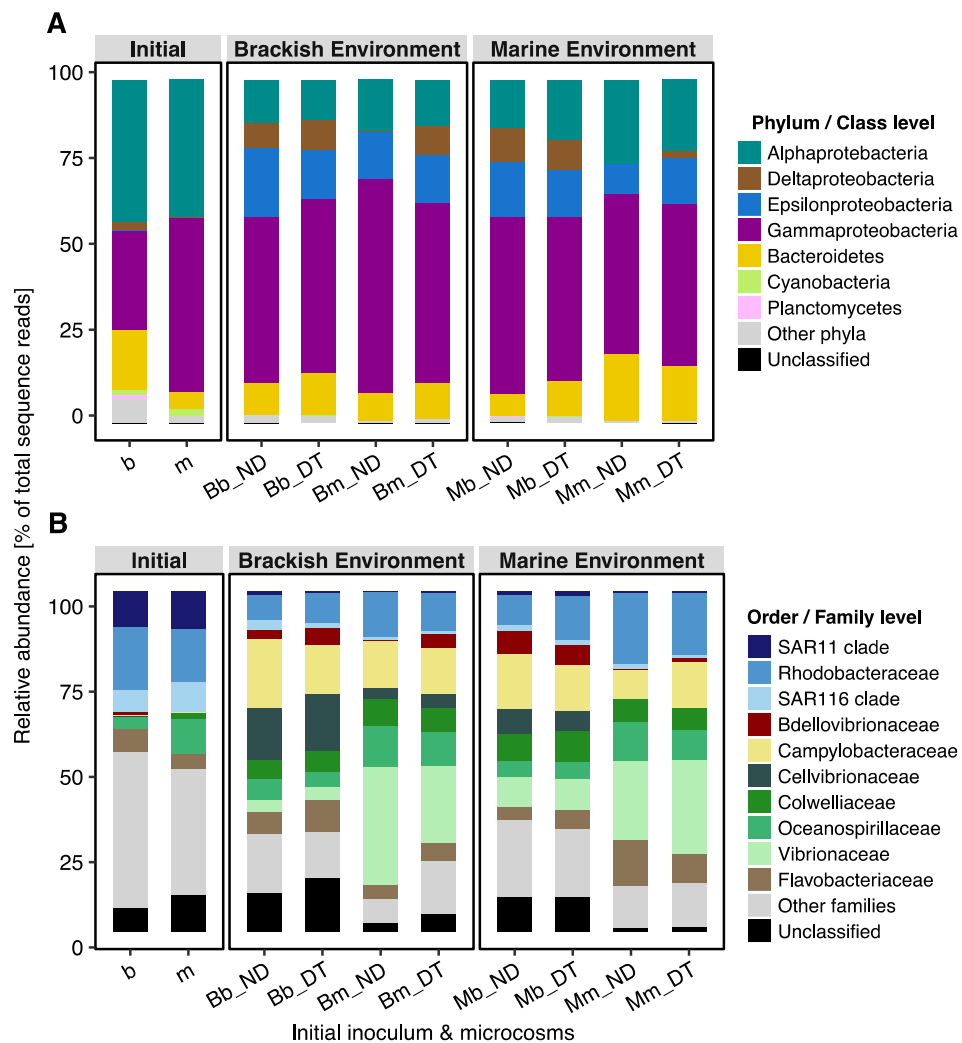 A
Initial
Brackish Environment
Marine Environment
100
75
50
25
0
b
m
Bb_ND
Bb_DT
Bm_ND
Bm_DT
Mb_ND
Mb_DT
Mm_ND
Mm_DT
Phylum / Class level
Alphaprotebacteria
Deltaproteobacteria
Epsilonproteobacteria
Gammaproteobacteria
Bacteroidetes
Cyanobacteria
Planctomycetes
Other phyla
Unclassified
Relative abundance [% of total sequence reads]
B
Initial
Brackish Environment
Marine Environment
100
75
50
25
0
b
m
Bb_ND
Bb_DT
Bm_ND
Bm_DT
Mb_ND
Mb_DT
Mm_ND
Mm_DT
Order / Family level
SAR11 clade
Rhodobacteraceae
SAR116 clade
Bdellovibrionaceae
Campylobacteraceae
Cellvibrionaceae
Colwelliaceae
Oceanospirillaceae
Vibrionaceae
Flavobacteriaceae
Other families
Unclassified
Initial inoculum & microcosms